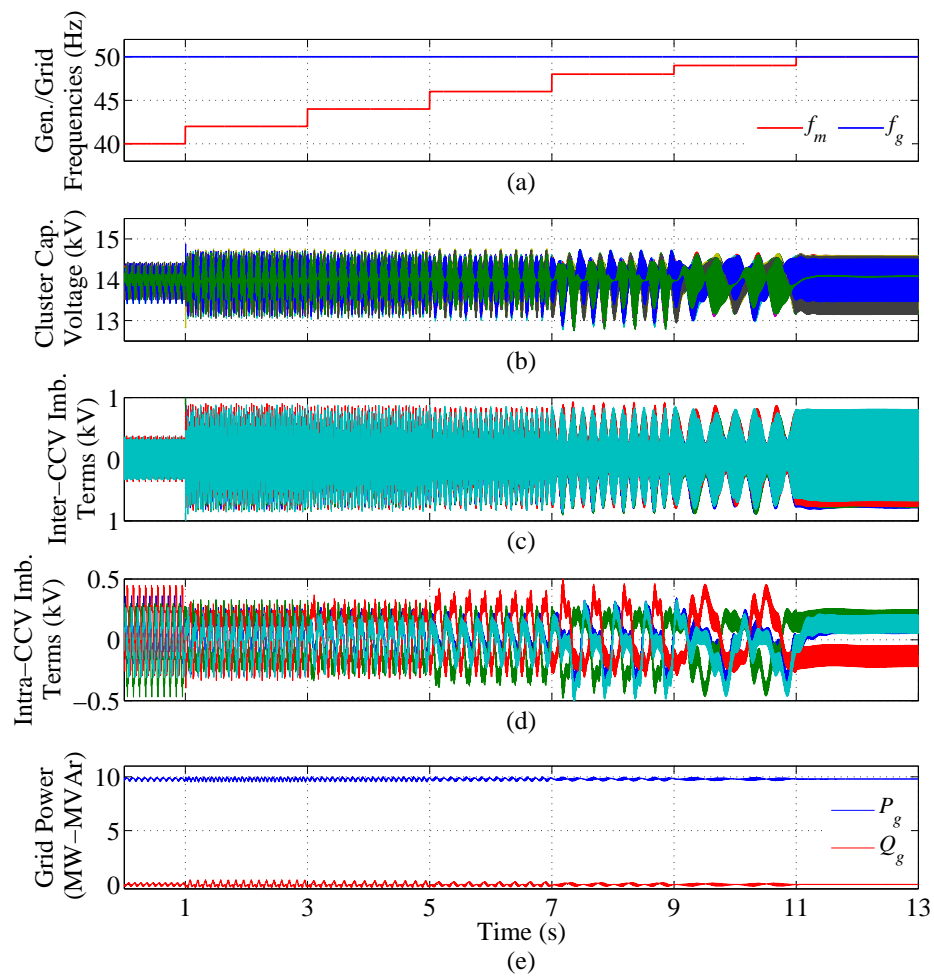 Gen./Grid
Frequencies (Hz)
50
45
40
f_m f_g
(a)
Cluster Cap.
Voltage (kV)
15
14
13
(b)
Inter−CCV Imb.
Terms (kV)
1
0
1
(c)
Intra−CCV Imb.
Terms (kV)
0.5
0
−0.5
(d)
Grid Power
(MW−MVAr)
10
5
0
P_g
Q_g
1 3 5 7 9 11 13
Time (s)
(e)